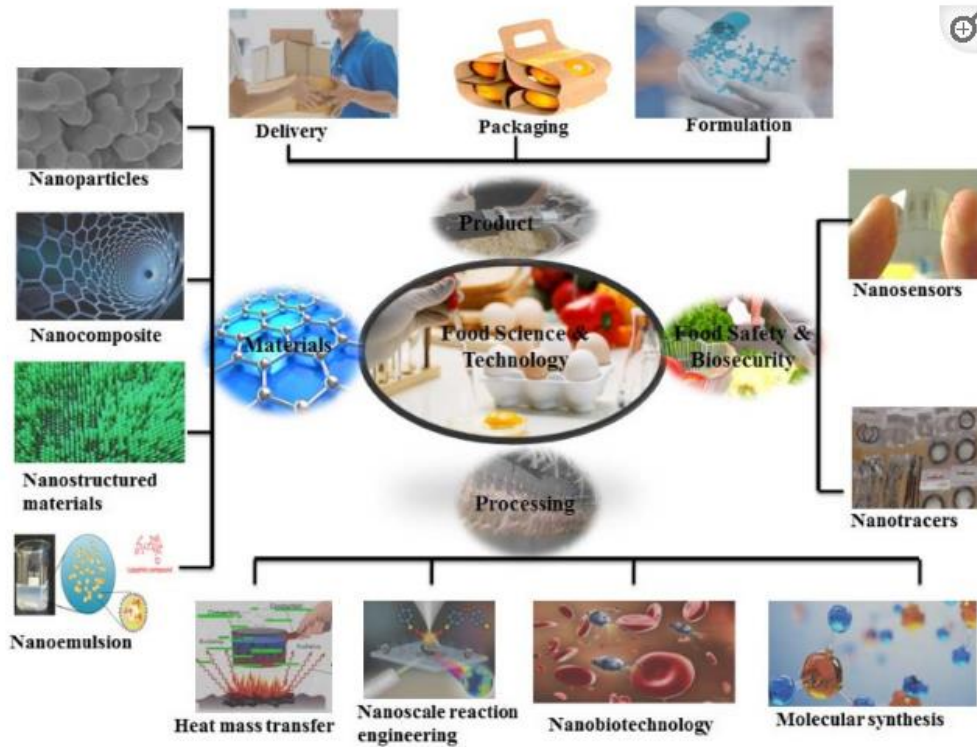 Delivery
Packaging
Formulation
Nanoparticles
Product
Nanosensors
Nanocomposite
Materials
Food Science &
Technology
Food Safety &
Biosecurity
Nanostructured
materials
Processing
Nanotracers
Nanoemulsion
Heat mass transfer
Nanoscale reaction
engineering
Nanobiotechnology
Molecular synthesis